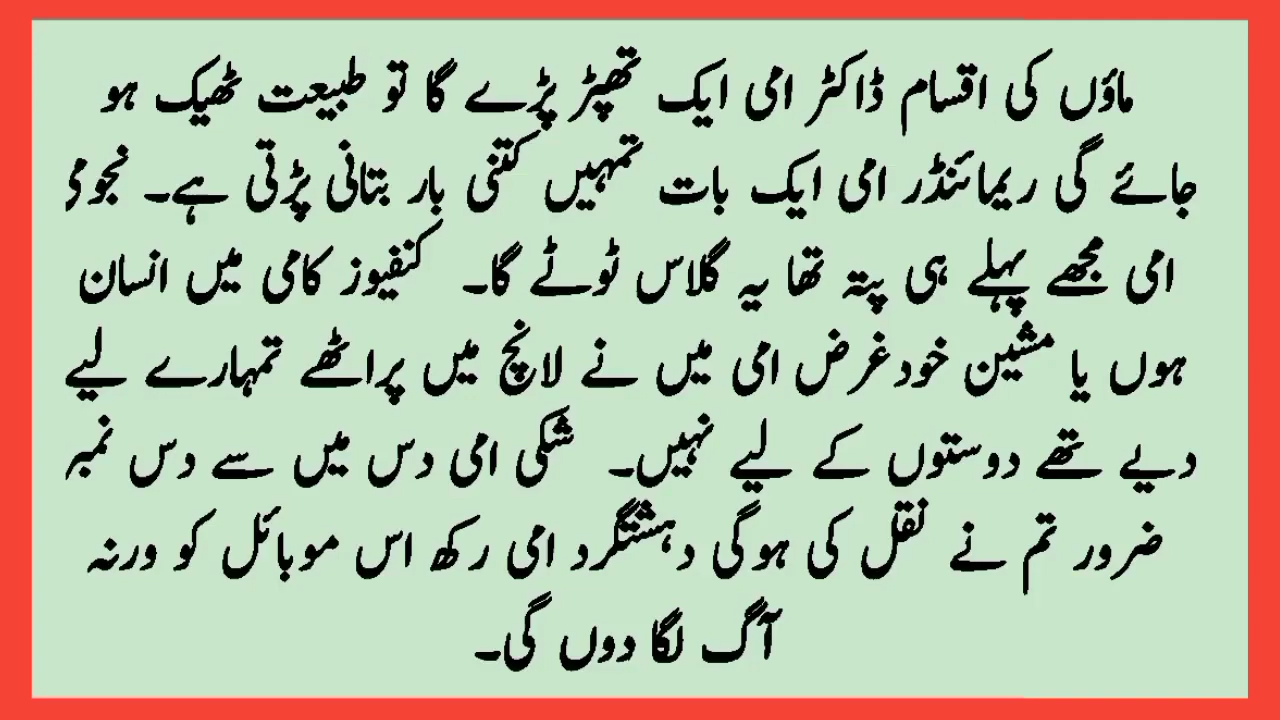 ماؤں کی اقسام ڈاکٹر امی ایک تھپڑ پڑے گا تو طبیعت ٹھیک ہو
جائے گی ریمائنڈر امی ایک بات تمہیں کتنی بار بتانی پڑتی ہے۔ نجومی
امی مجھے پہلے ہی پتہ تھا یہ گلاس ٹوٹے گا۔ کنفیوز کامی میں انسان
ہوں یا مشین خودغرض امی میں نے لانچ میں پراٹھے تمہارے لیے
دیے تھے دوستوں کے لیے نہیں۔ شکی امی دس میں سے دس نمبر
ضرور تم نے نقل کی ہوگی دہشتگرد امی رکھ اس موبائل کو ورنہ
آگ لگا دوں گی۔